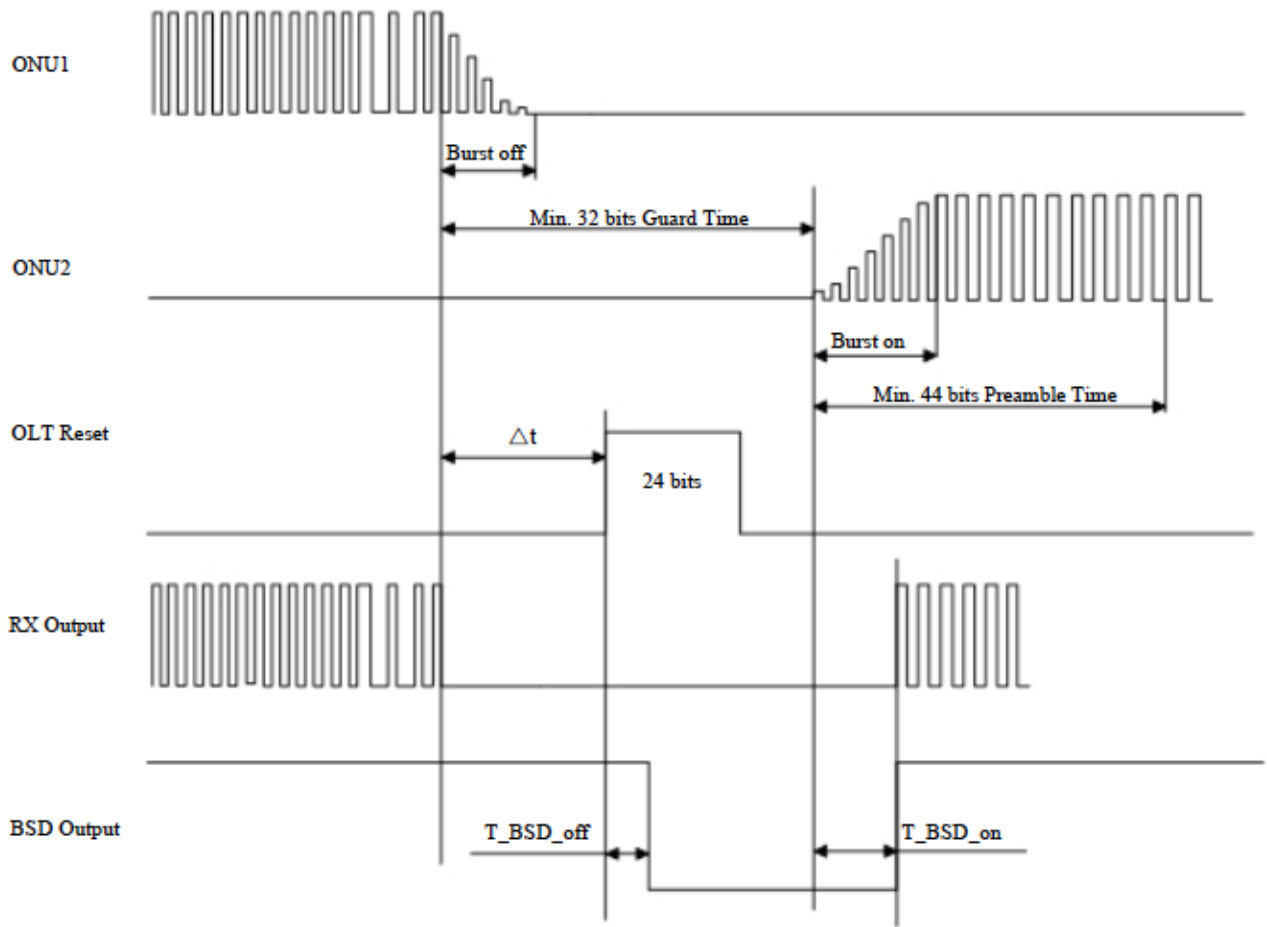 ONU1
Burst off
Min. 32 bits Guard Time
ONU2
Burst on
Min. 44 bits Preamble Time
OLT Reset
△t
24 bits
RX Output
BSD Output
T_BSD_off
T_BSD_on